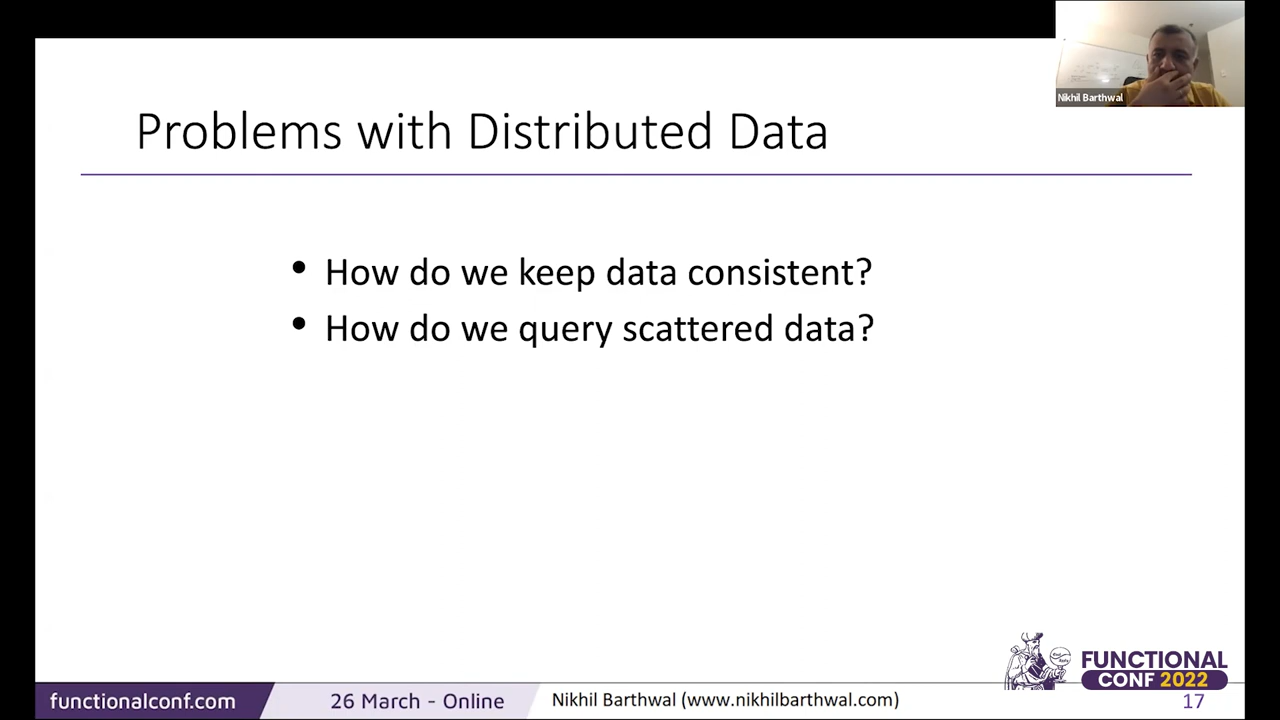 Nikhil Barthwal
Problems with Distributed Data
• How do we keep data consistent?
• How do we query scattered data?
FUNCTIONAL
CONF 2022
functionalconf.com
26 March - Online
Nikhil Barthwal (www.nikhilbarthwal.com)
17